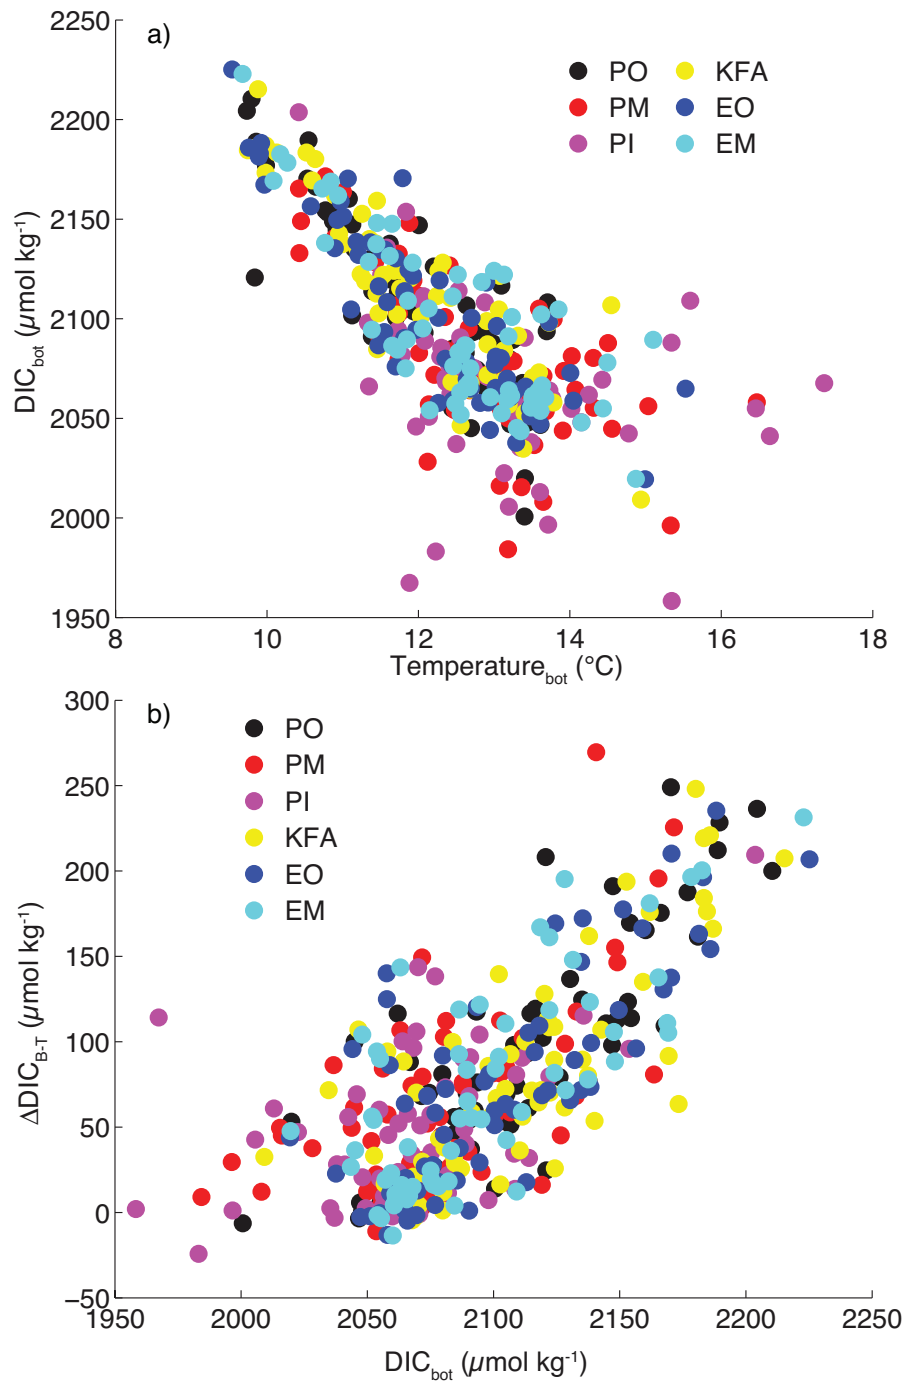 a)
PO KFA
PM EO
PI EM
2250
2200
2150
2100
2050
2000
1950
DIC_bot (µmol kg⁻¹)
8 10 12 14 16 18
Temperature_bot (°C)
b)
PO
PM
PI
KFA
EO
EM
300
250
200
150
100
50
0
−50
ΔDIC_B-T (µmol kg⁻¹)
1950 2000 2050 2100 2150 2200 2250
DIC_bot (µmol kg⁻¹)